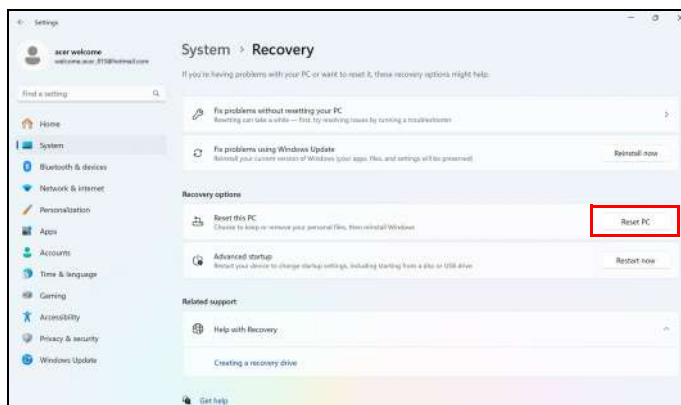 Settings
acer welcome
welcome.acer_815@hotmail.com
Find a setting
Home
System
Bluetooth & devices
Network & internet
Personalization
Apps
Accounts
Time & language
Gaming
Accessibility
Privacy & security
Windows Update
System > Recovery
If you're having problems with your PC or want to reset it, these recovery options might help.
Fix problems without resetting your PC
Resetting can take a while — first, try resolving issues by running a troubleshooter
Fix problems using Windows Update
Reinstall your current version of Windows (your apps, files, and settings will be preserved)
Reinstall now
Recovery options
Reset this PC
Choose to keep or remove your personal files, then reinstall Windows
Reset PC
Advanced startup
Restart your device to change startup settings, including starting from a disc or USB drive
Restart now
Related support
Help with Recovery
Creating a recovery drive
Get help